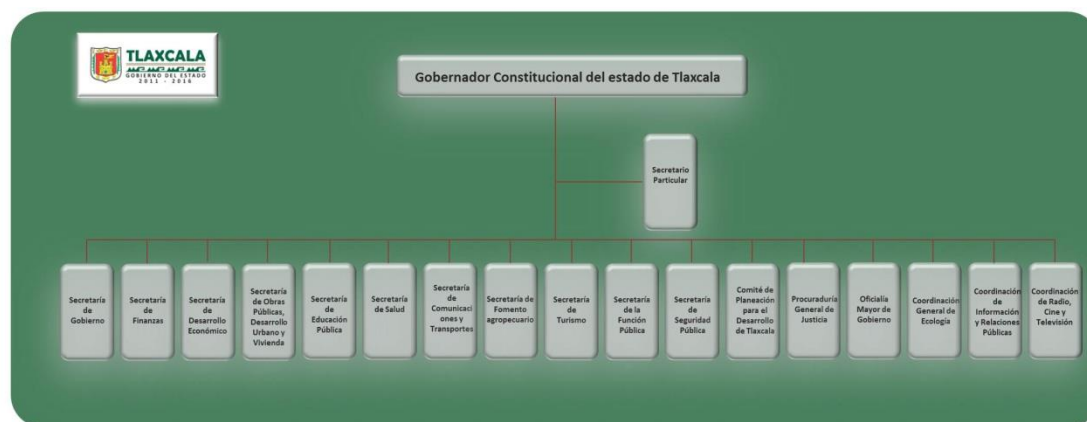 TLAXCALA
GOBIERNO DEL ESTADO
2011 - 2016
Gobernador Constitucional del estado de Tlaxcala
Secretario
Particular
Secretaría
de
Gobierno
Secretaría
de
Finanzas
Secretaría
de
Desarrollo
Económico
Secretaría
de Obras
Públicas,
Desarrollo
Urbano y
Vivienda
Secretaría
de
Educación
Pública
Secretaría
de Salud
Secretaría
de
Comunicaci
ones y
Transportes
Secretaría de
Fomento
agropecuario
Secretaría
de
Turismo
Secretaría
de la
Función
Pública
Secretaría
de
Seguridad
Pública
Comité de
Planeación
para el
Desarrollo
de Tlaxcala
Procuraduría
General de
Justicia
Oficialía
Mayor de
Gobierno
Coordinación
General de
Ecología
Coordinación
de
Información
y Relaciones
Públicas
Coordinación
de Radio,
Cine y
Televisión